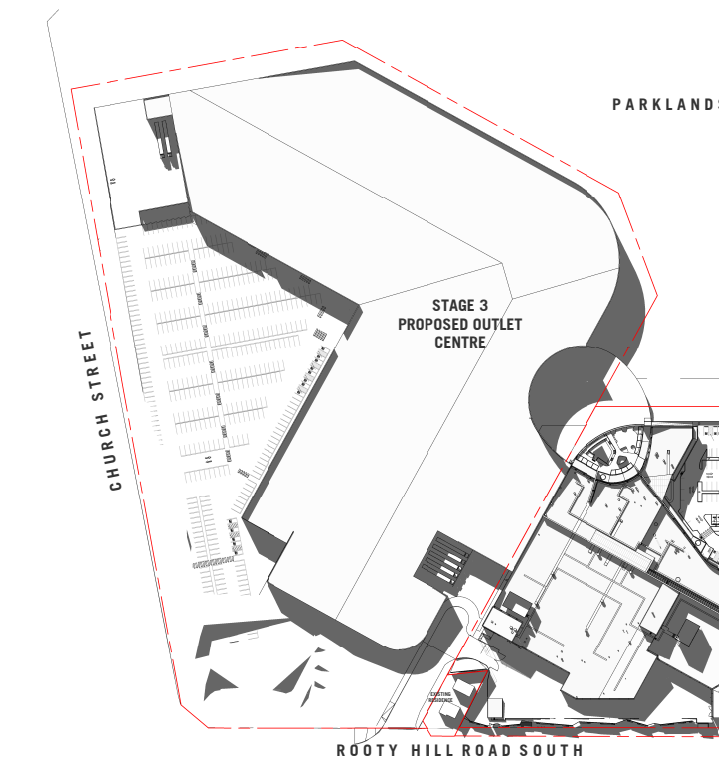 PARKLANDS
STAGE 3
PROPOSED OUTLET
CENTRE
CHURCH STREET
EXISTING
RESIDENCE
ROOTY HILL ROAD SOUTH